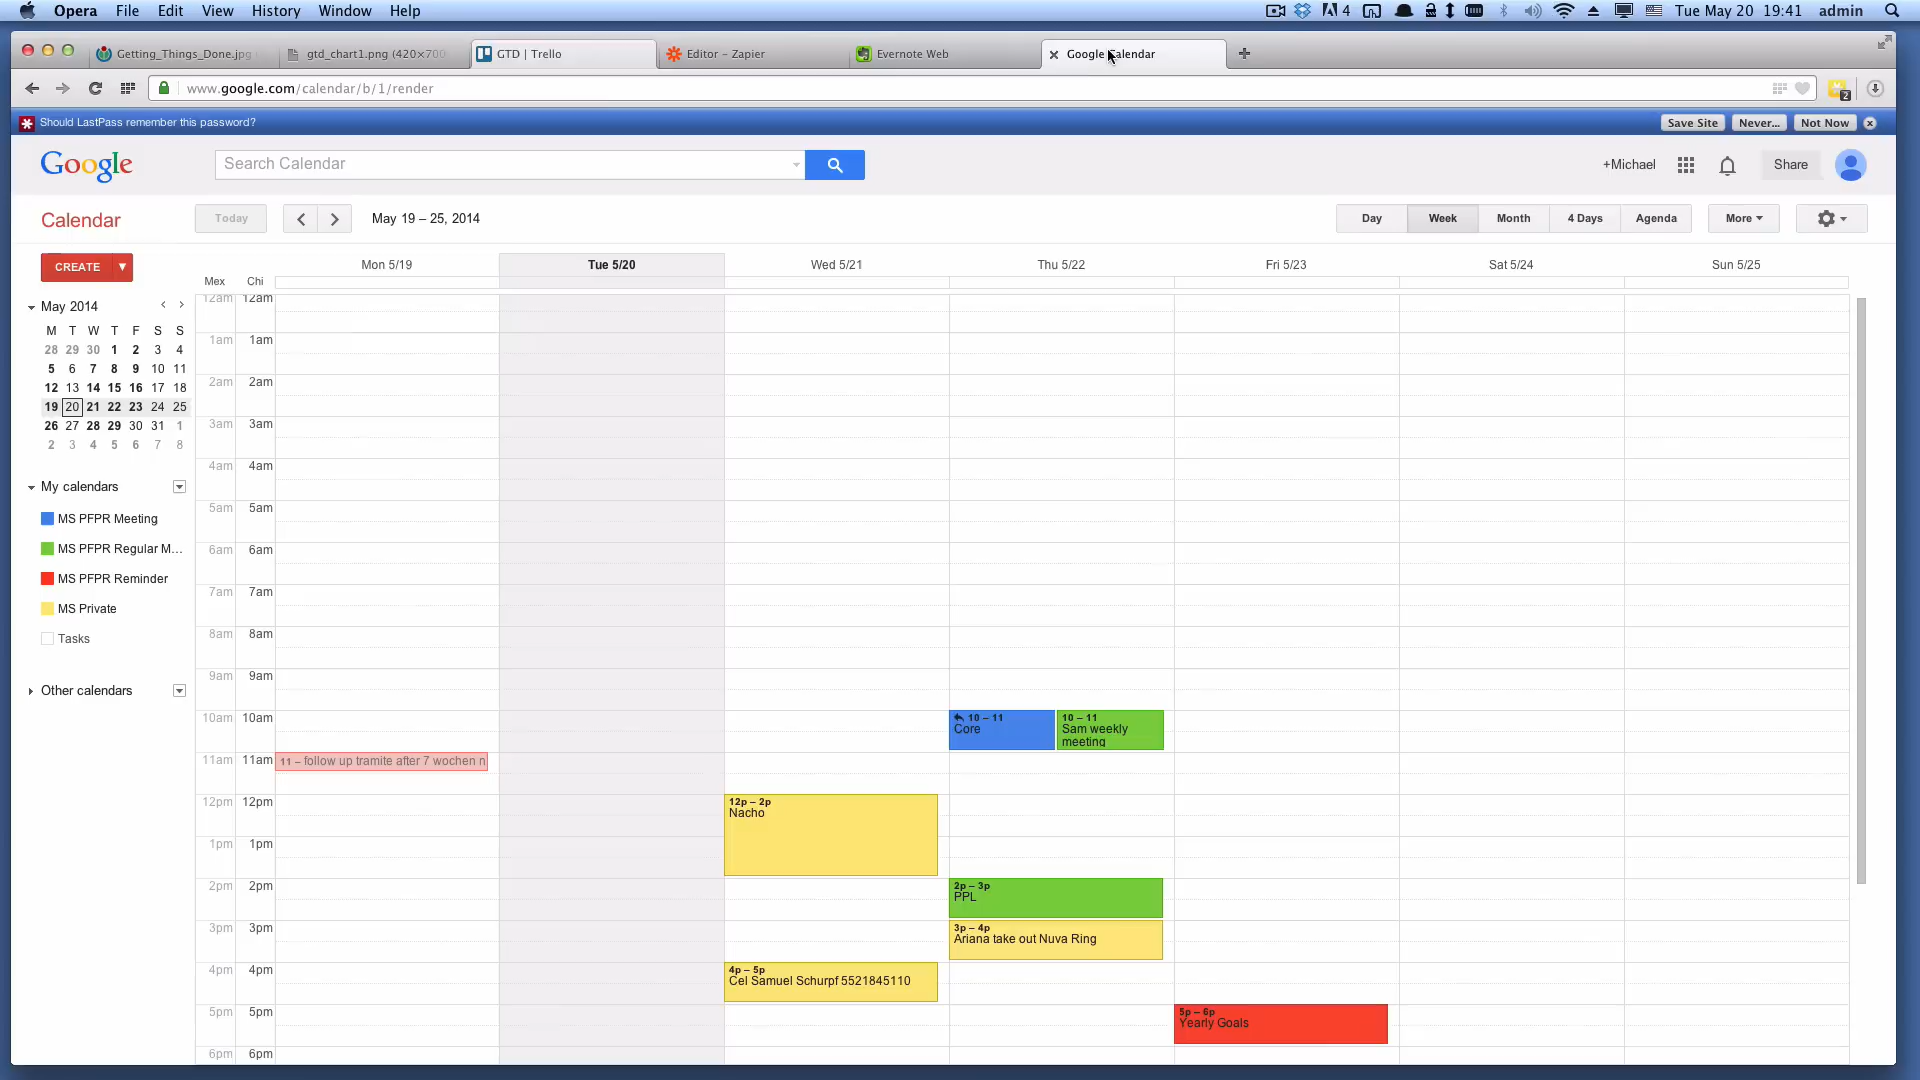 Opera File Edit View History Window Help 4 Tue May 20 19:41 admin
Getting_Things_Done.jpg gtd_chart1.png (420×700 GTD | Trello Editor – Zapier Evernote Web Google Calendar
www.google.com/calendar/b/1/render 2
Should LastPass remember this password? Save Site Never... Not Now
Google Search Calendar +Michael Share
Calendar Today May 19 – 25, 2014 Day Week Month 4 Days Agenda More
CREATE
Mon 5/19 Tue 5/20 Wed 5/21 Thu 5/22 Fri 5/23 Sat 5/24 Sun 5/25
Mex Chi
May 2014
M T W T F S S
28 29 30 1 2 3 4
5 6 7 8 9 10 11
12 13 14 15 16 17 18
19 20 21 22 23 24 25
26 27 28 29 30 31 1
2 3 4 5 6 7 8
My calendars
MS PFPR Meeting
MS PFPR Regular M...
MS PFPR Reminder
MS Private
Tasks
Other calendars
12am 12am
1am 1am
2am 2am
3am 3am
4am 4am
5am 5am
6am 6am
7am 7am
8am 8am
9am 9am
10am 10am
11am 11am
12pm 12pm
1pm 1pm
2pm 2pm
3pm 3pm
4pm 4pm
5pm 5pm
6pm 6pm
11 – follow up tramite after 7 wochen n
12p – 2p
Nacho
4p – 5p
Cel Samuel Schurpf 5521845110
10 – 11
Core
10 – 11
Sam weekly
meeting
2p – 3p
PPL
3p – 4p
Ariana take out Nuva Ring
5p – 6p
Yearly Goals